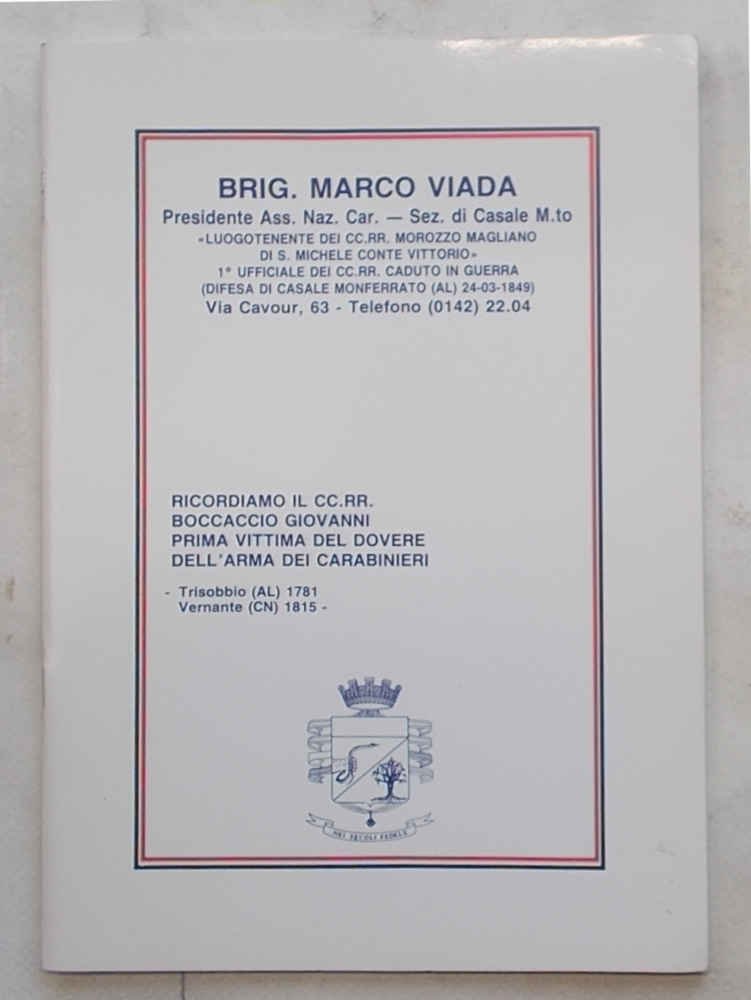 BRIG. MARCO VIADA
Presidente Ass. Naz. Car. — Sez. di Casale M.to
«LUOGOTENENTE DEI CC.RR. MOROZZO MAGLIANO
DI S. MICHELE CONTE VITTORIO»
1° UFFICIALE DEI CC.RR. CADUTO IN GUERRA
(DIFESA DI CASALE MONFERRATO (AL) 24-03-1849)
Via Cavour, 63 - Telefono (0142) 22.04
RICORDIAMO IL CC.RR.
BOCCACCIO GIOVANNI
PRIMA VITTIMA DEL DOVERE
DELL'ARMA DEI CARABINIERI
- Trisobbio (AL) 1781
Vernante (CN) 1815 -
NEI SECOLI FEDELE